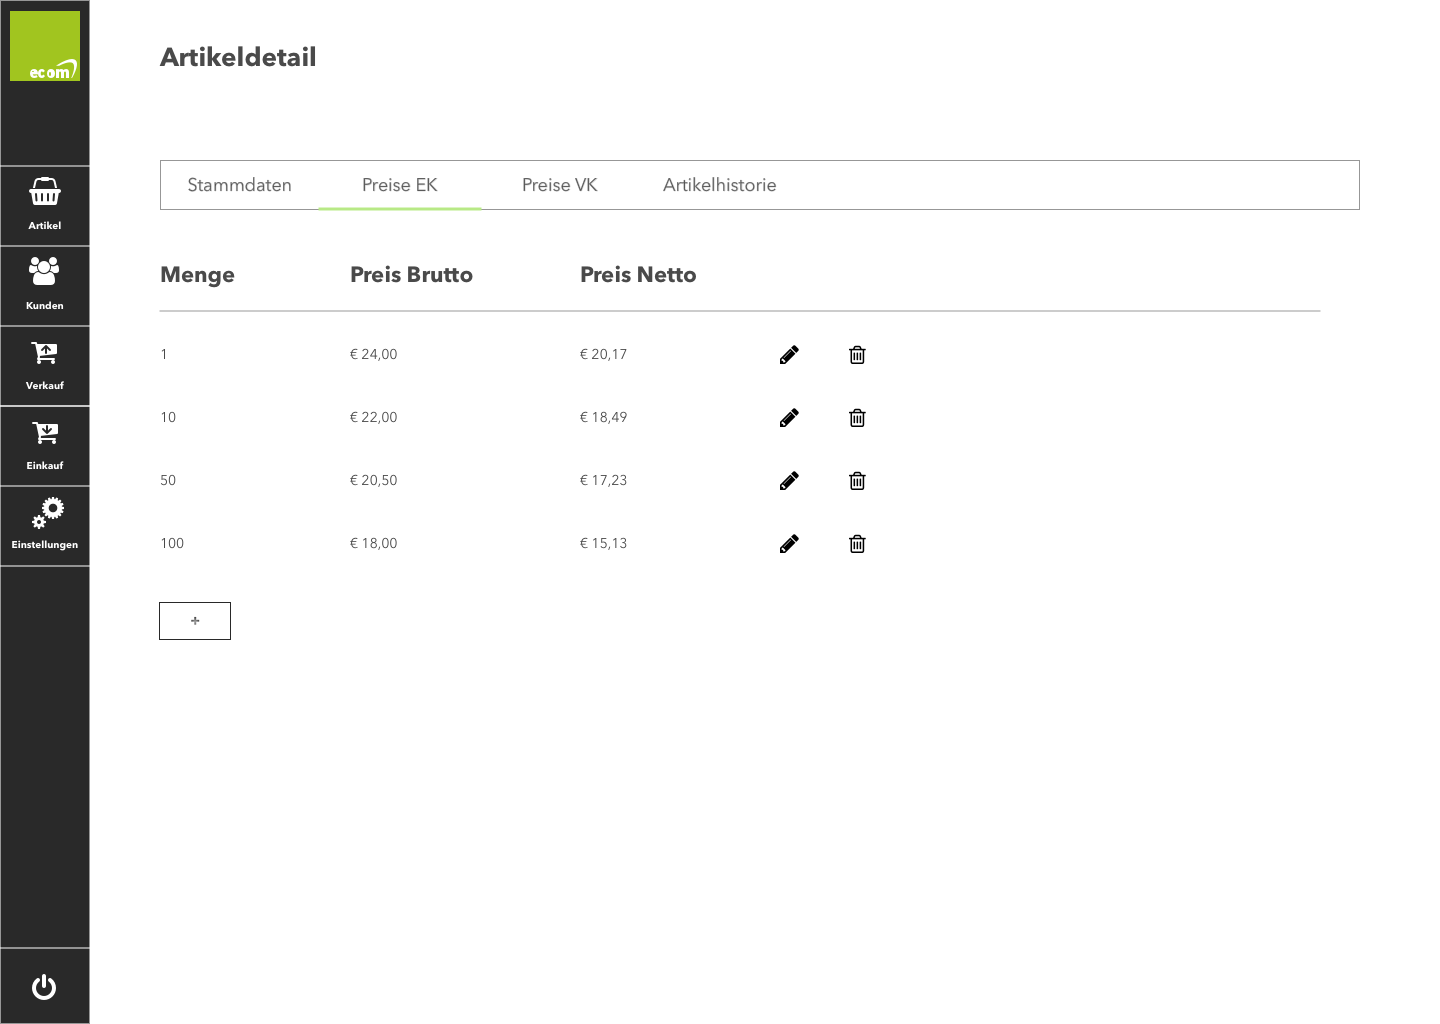 ecom
Artikeldetail
Artikel
Kunden
Verkauf
Einkauf
Einstellungen
Stammdaten Preise EK Preise VK Artikelhistorie
Menge Preis Brutto Preis Netto
1 € 24,00 € 20,17
10 € 22,00 € 18,49
50 € 20,50 € 17,23
100 € 18,00 € 15,13
+